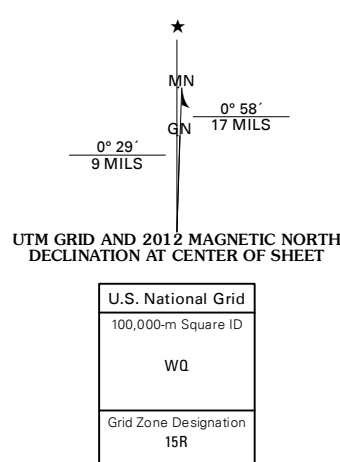 ★
MN
0° 58´
17 MILS
GN
0° 29´
9 MILS
UTM GRID AND 2012 MAGNETIC NORTH
DECLINATION AT CENTER OF SHEET
U.S. National Grid
100,000-m Square ID
WQ
Grid Zone Designation
15R